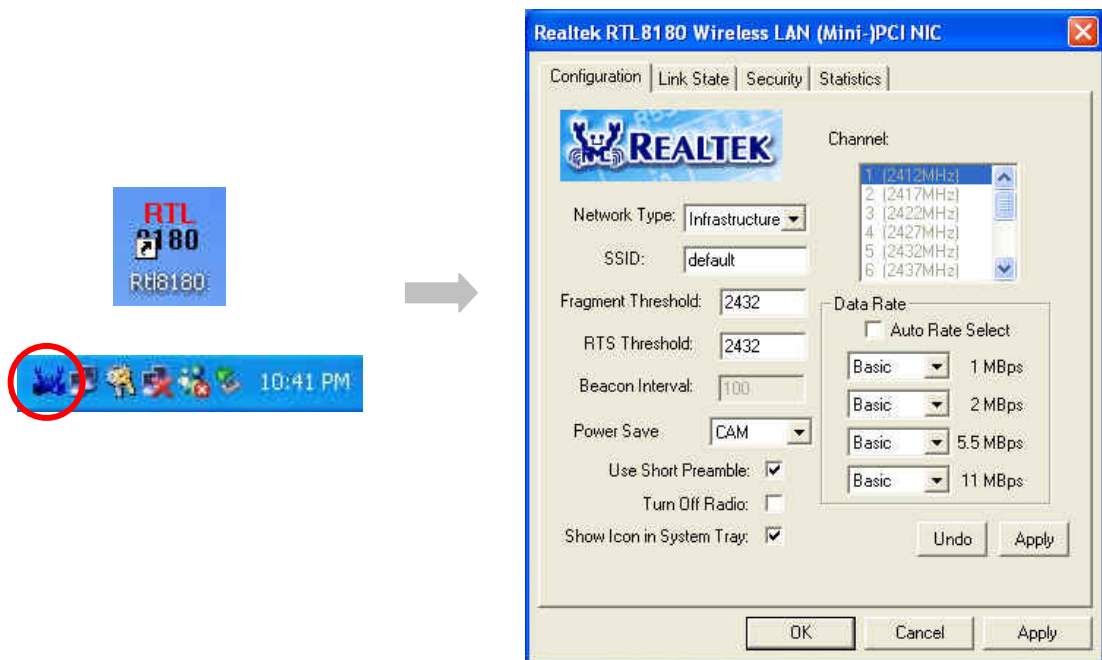 RTL
8180
Rtl8180
10:41 PM
Realtek RTL8180 Wireless LAN (Mini-)PCI NIC
Configuration Link State Security Statistics
REALTEK
Channel:
1 (2412MHz)
2 (2417MHz)
3 (2422MHz)
4 (2427MHz)
5 (2432MHz)
6 (2437MHz)
Network Type: Infrastructure
SSID: default
Fragment Threshold: 2432
RTS Threshold: 2432
Beacon Interval: 100
Power Save CAM
Use Short Preamble:
Turn Off Radio:
Show Icon in System Tray:
Data Rate
Auto Rate Select
Basic 1 MBps
Basic 2 MBps
Basic 5.5 MBps
Basic 11 MBps
Undo Apply
OK Cancel Apply